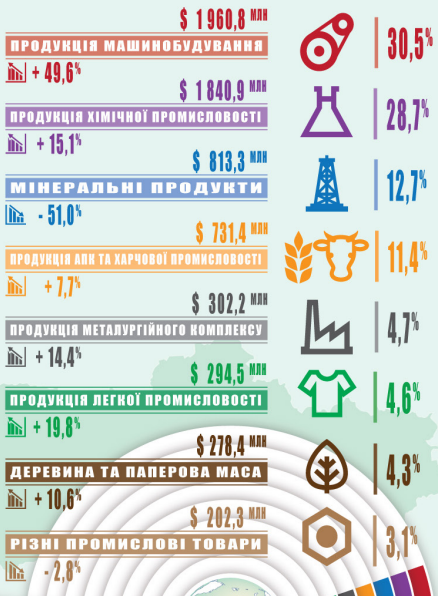 $ 1960,8 МЛН
ПРОДУКЦІЯ МАШИНОБУДУВАННЯ
+ 49,6%
30,5%
$ 1840,9 МЛН
ПРОДУКЦІЯ ХІМІЧНОЇ ПРОМИСЛОВОСТІ
+ 15,1%
28,7%
$ 813,3 МЛН
МІНЕРАЛЬНІ ПРОДУКТИ
- 51,0%
12,7%
$ 731,4 МЛН
ПРОДУКЦІЯ АПК ТА ХАРЧОВОЇ ПРОМИСЛОВОСТІ
+ 7,7%
11,4%
$ 302,2 МЛН
ПРОДУКЦІЯ МЕТАЛУРГІЙНОГО КОМПЛЕКСУ
+ 14,4%
4,7%
$ 294,5 МЛН
ПРОДУКЦІЯ ЛЕГКОЇ ПРОМИСЛОВОСТІ
+ 19,8%
4,6%
$ 278,4 МЛН
ДЕРЕВИНА ТА ПАПЕРОВА МАСА
+ 10,6%
4,3%
$ 202,3 МЛН
РІЗНІ ПРОМИСЛОВІ ТОВАРИ
- 2,8%
3,1%